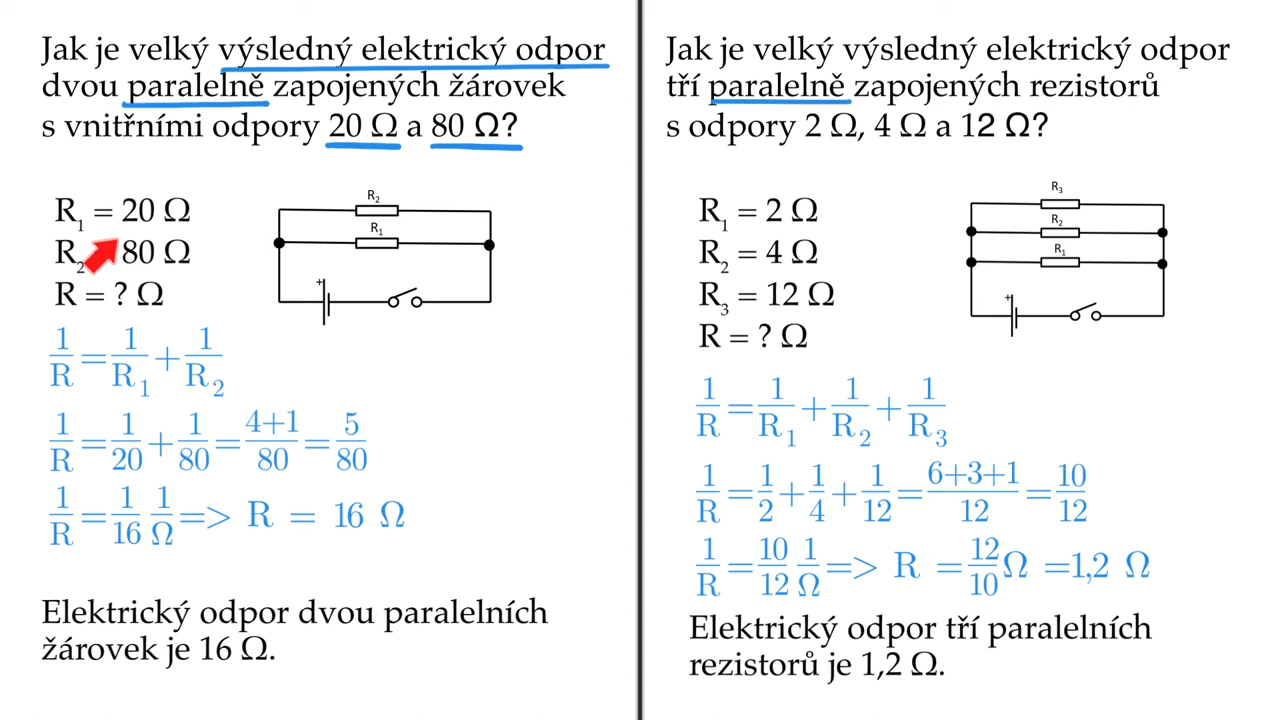 Jak je velký výsledný elektrický odpor
dvou paralelně zapojených žárovek
s vnitřními odpory 20 Ω a 80 Ω?
R₁ = 20 Ω
R₂ 80 Ω
R = ? Ω
R₂
R₁
+
1/R = 1/R₁ + 1/R₂
1/R = 1/20 + 1/80 = 4+1/80 = 5/80
1/R = 1/16 1/Ω => R = 16 Ω
Elektrický odpor dvou paralelních
žárovek je 16 Ω.
Jak je velký výsledný elektrický odpor
tří paralelně zapojených rezistorů
s odpory 2 Ω, 4 Ω a 12 Ω?
R₁ = 2 Ω
R₂ = 4 Ω
R₃ = 12 Ω
R = ? Ω
R₃
R₂
R₁
+
1/R = 1/R₁ + 1/R₂ + 1/R₃
1/R = 1/2 + 1/4 + 1/12 = 6+3+1/12 = 10/12
1/R = 10/12 1/Ω => R = 12/10 Ω = 1,2 Ω
Elektrický odpor tří paralelních
rezistorů je 1,2 Ω.